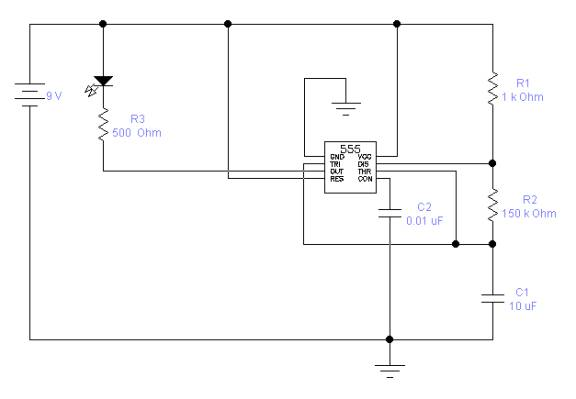 9 V
R3
500 Ohm
555
GND VCC
TRI DIS
OUT THR
RES CON
R1
1 k Ohm
R2
150 k Ohm
C2
0.01 uF
C1
10 uF